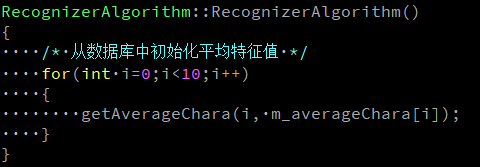 RecognizerAlgorithm::RecognizerAlgorithm()
{
    /* 从数据库中初始化平均特征值 */
    for(int i=0;i<10;i++)
    {
        getAverageChara(i, m_averageChara[i]);
    }
}